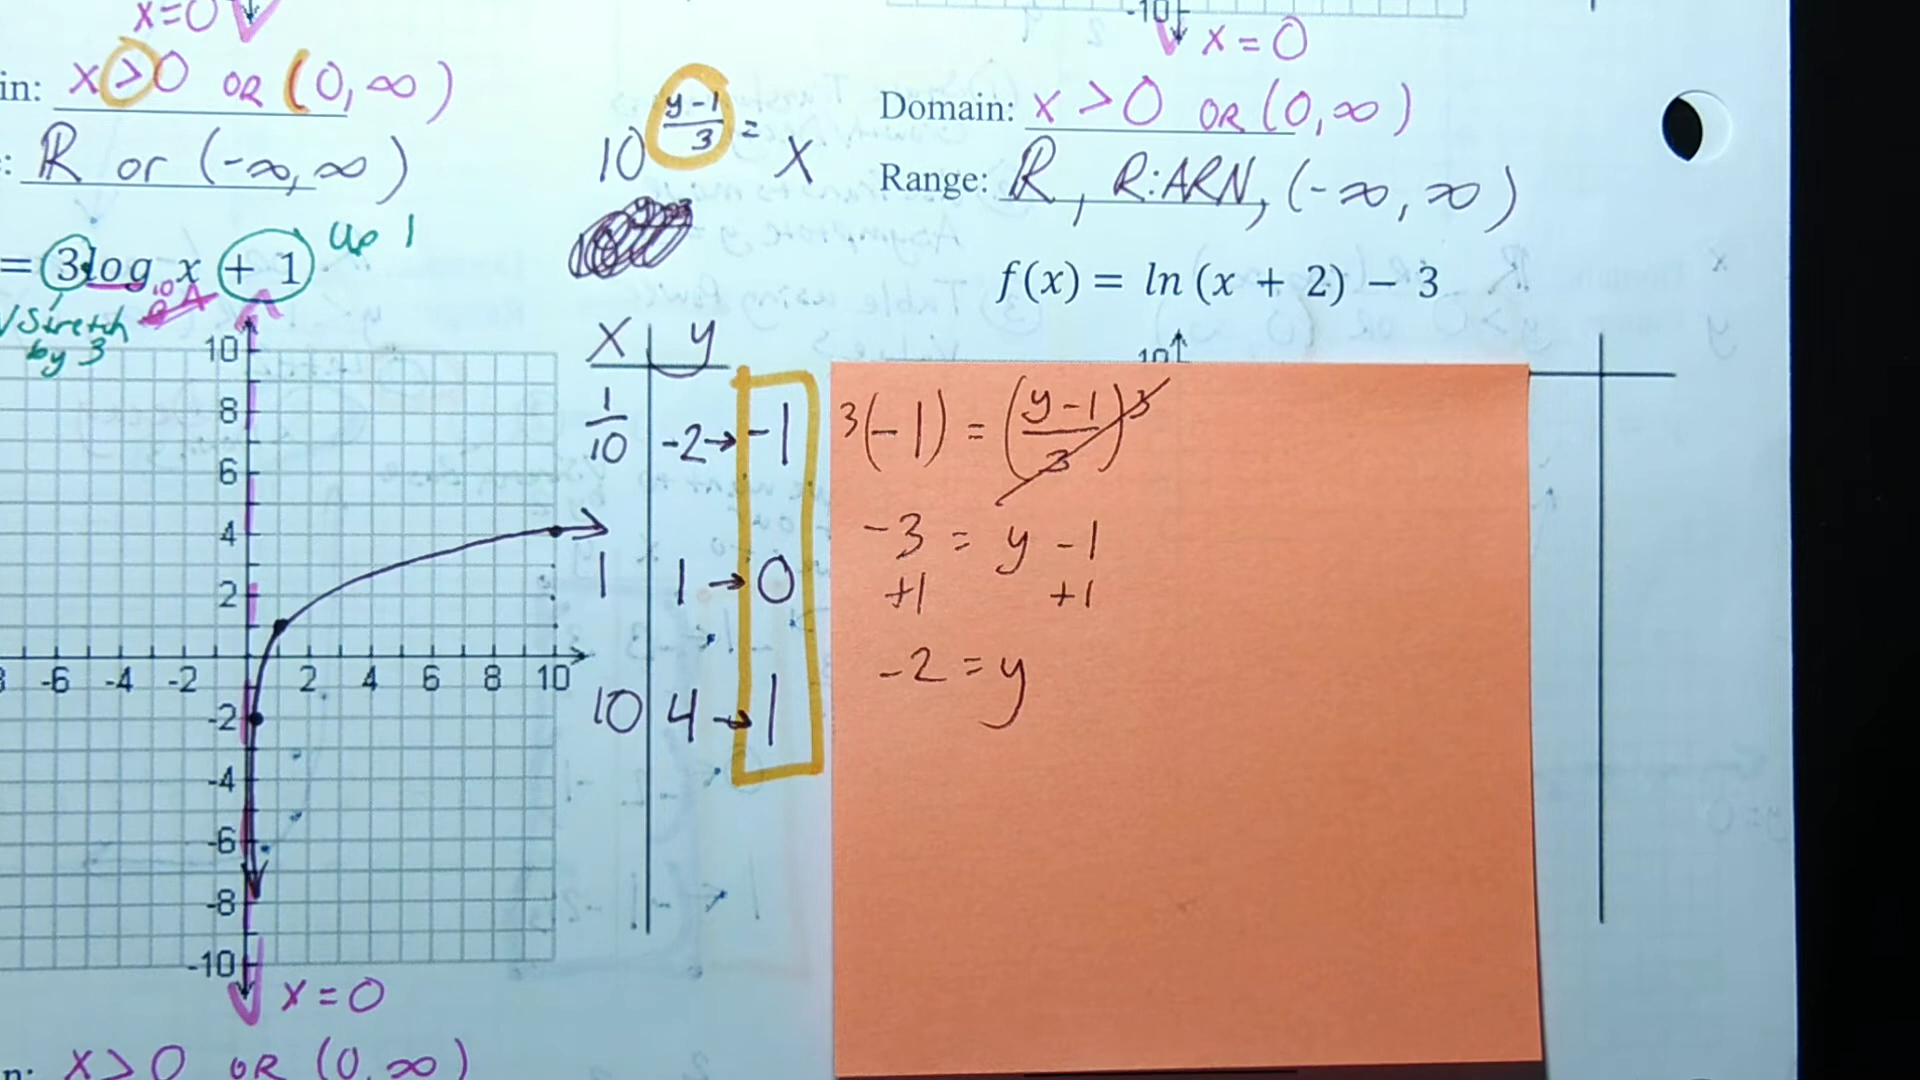 x=0
in: x>0 OR (0,∞)
: ℝ or (-∞,∞)
= 3log₁₀ x + 1
Up 1
V Stretch
by 3
10
8
6
4
2
-6 -4 -2 2 4 6 8 10
-2
-4
-6
-8
-10
x=0
n: x>0 OR (0,∞)
10^((y-1)/3) = x
x y
1/10 -2→ -1
1 1→ 0
10 4→ 1
-10
x=0
Domain: x>0 OR (0,∞)
Range: ℝ, R:ARN, (-∞,∞)
f(x) = ln (x + 2) − 3
10
3(-1) = ((y-1)/3)3
-3 = y -1
+1 +1
-2 = y